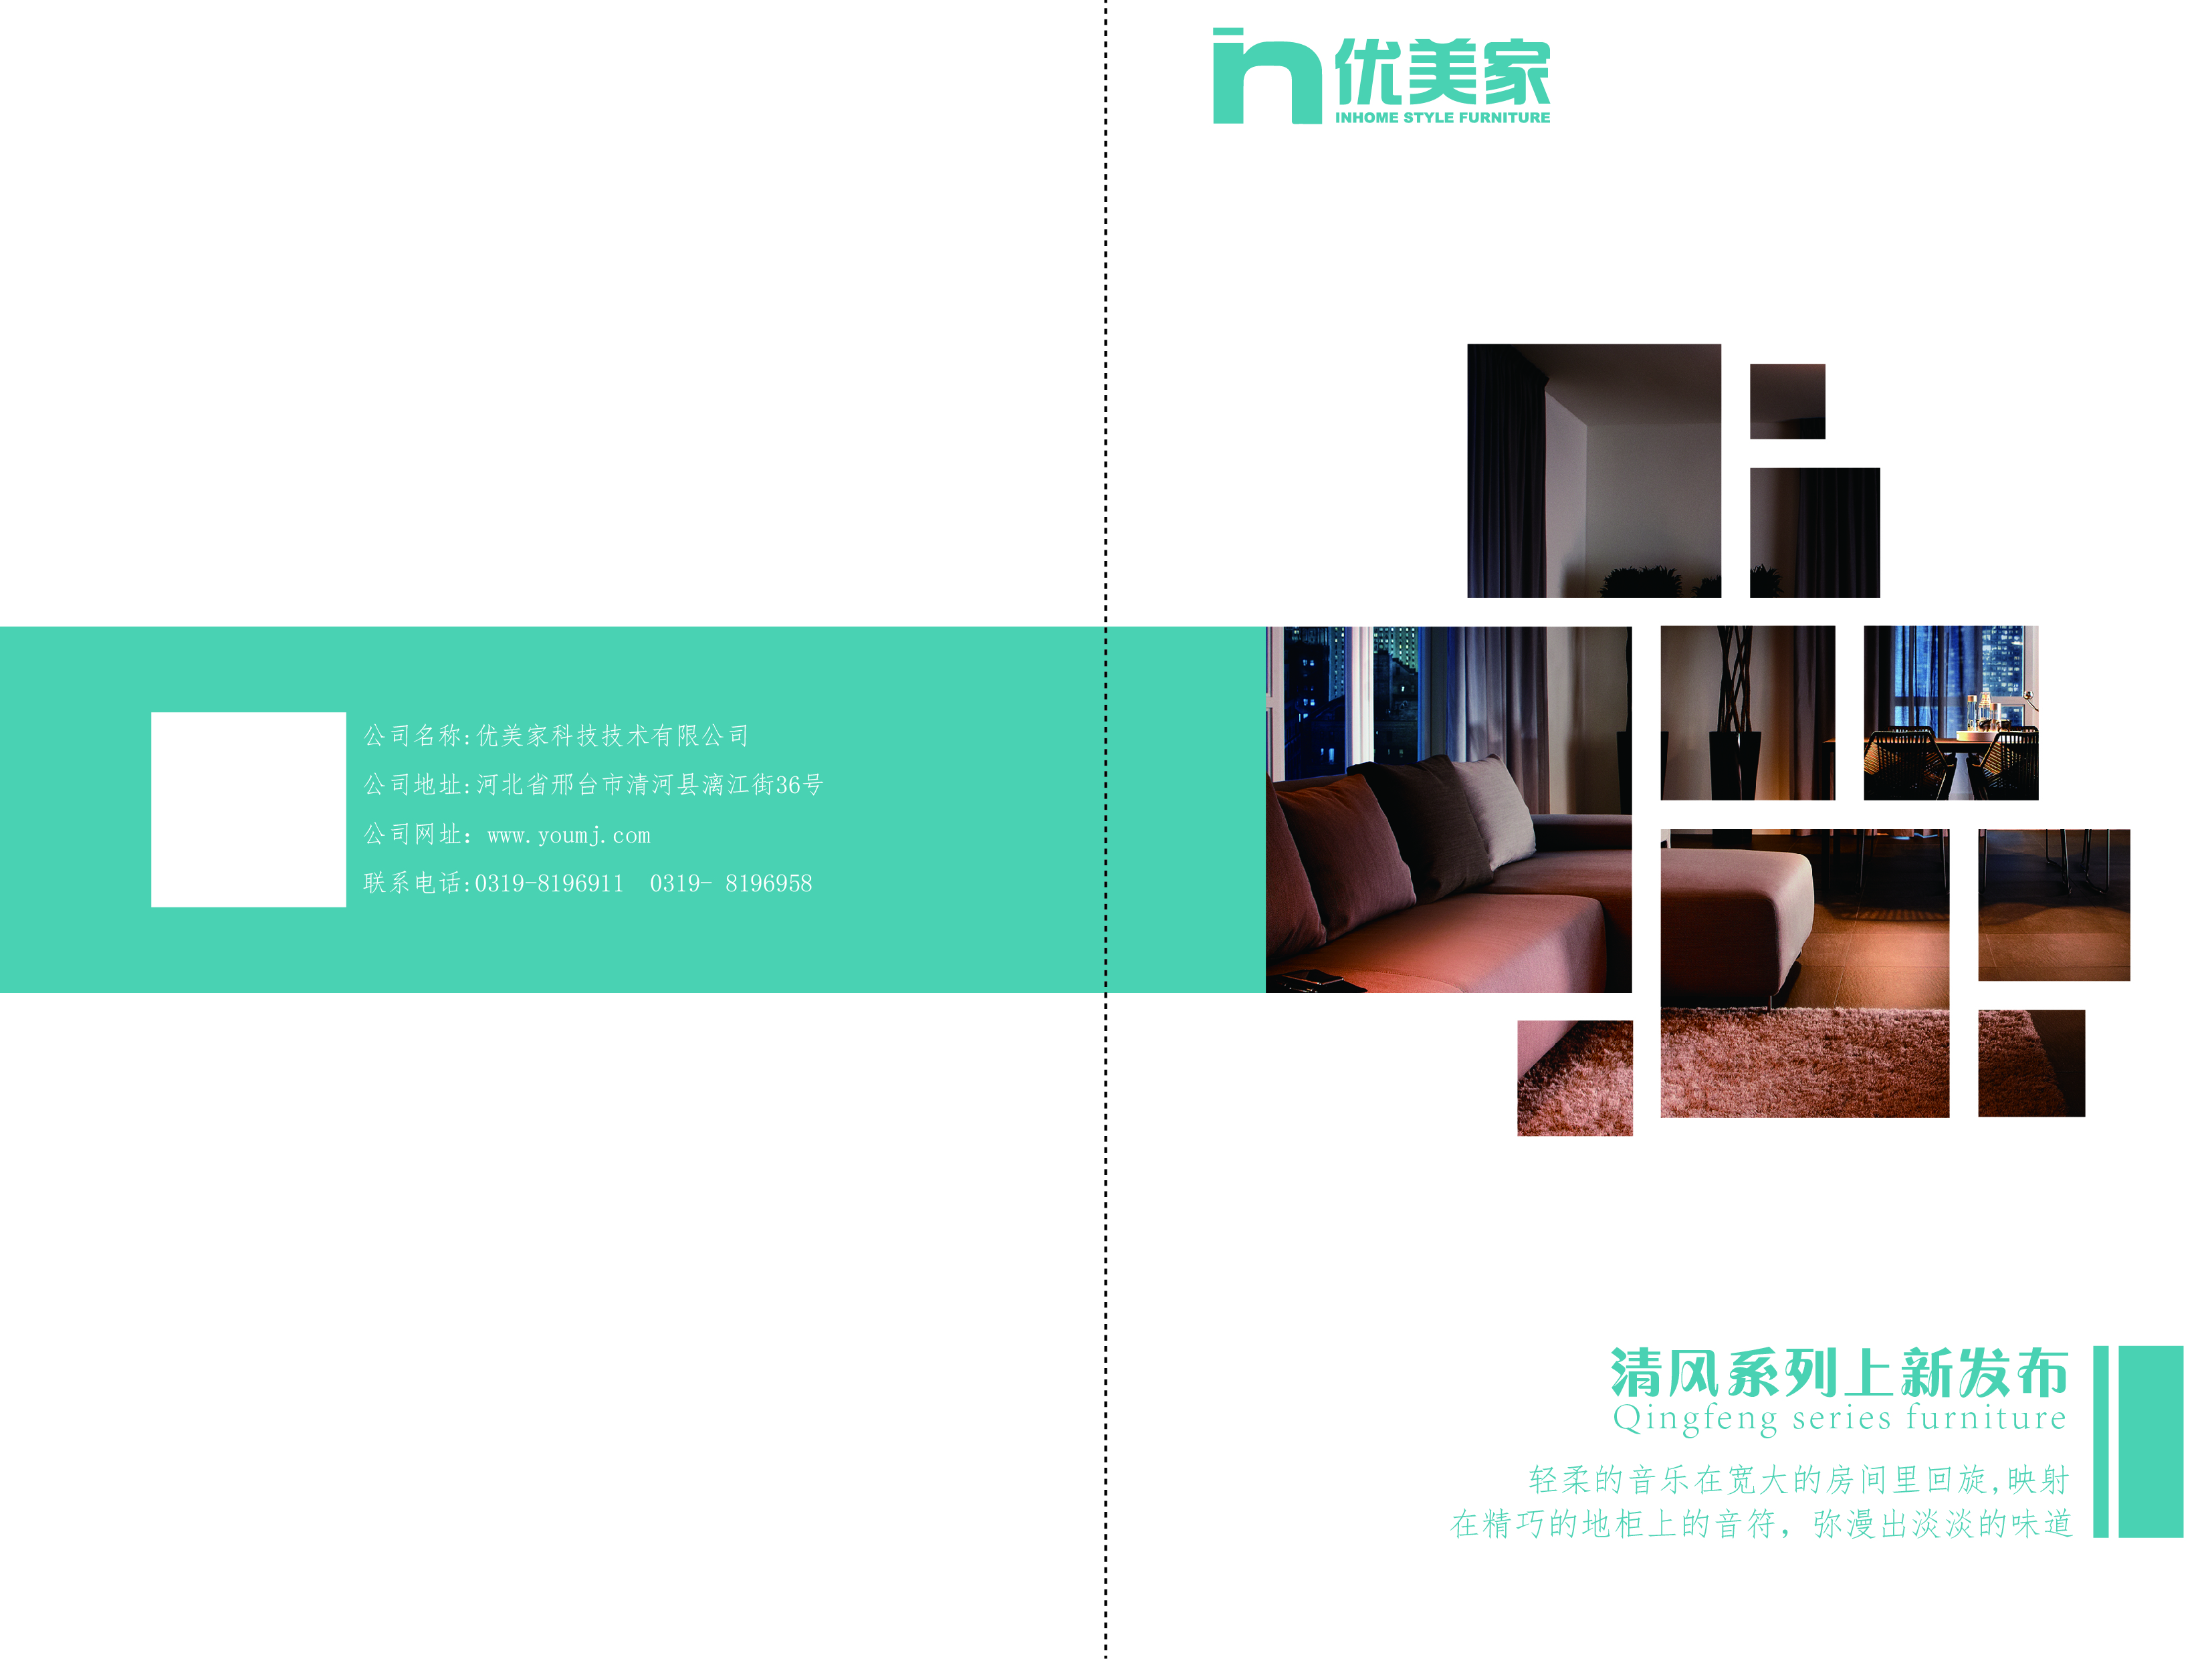 in优美家
INHOME STYLE FURNITURE
公司名称:优美家科技技术有限公司
公司地址:河北省邢台市清河县漓江街36号
公司网址：www.youmj.com
联系电话:0319-8196911 0319- 8196958
清风系列上新发布
Qingfeng series furniture
轻柔的音乐在宽大的房间里回旋,映射
在精巧的地柜上的音符，弥漫出淡淡的味道